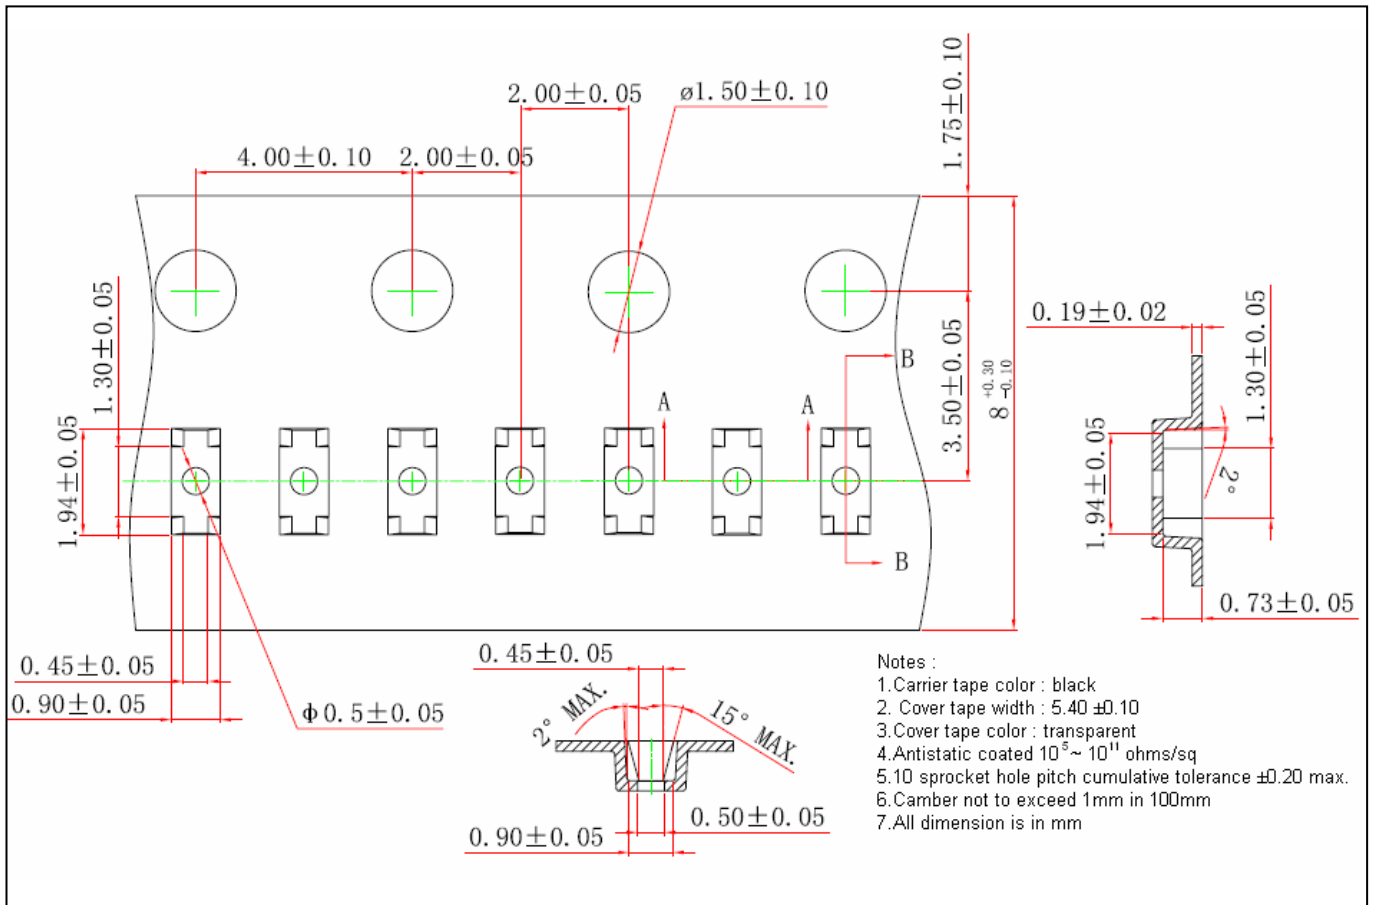 2.00±0.05
ø1.50±0.10
1.75±0.10
4.00±0.10
2.00±0.05
1.30±0.05
1.94±0.05
A
A
B
B
3.50±0.05
8 +0.30 -0.10
0.19±0.02
1.30±0.05
1.94±0.05
2°
0.73±0.05
0.45±0.05
0.90±0.05
Φ0.5±0.05
0.45±0.05
2° MAX.
15° MAX.
0.50±0.05
0.90±0.05
Notes :
1.Carrier tape color : black
2. Cover tape width : 5.40 ±0.10
3.Cover tape color : transparent
4.Antistatic coated 10⁵~ 10¹¹ ohms/sq
5.10 sprocket hole pitch cumulative tolerance ±0.20 max.
6.Camber not to exceed 1mm in 100mm
7.All dimension is in mm